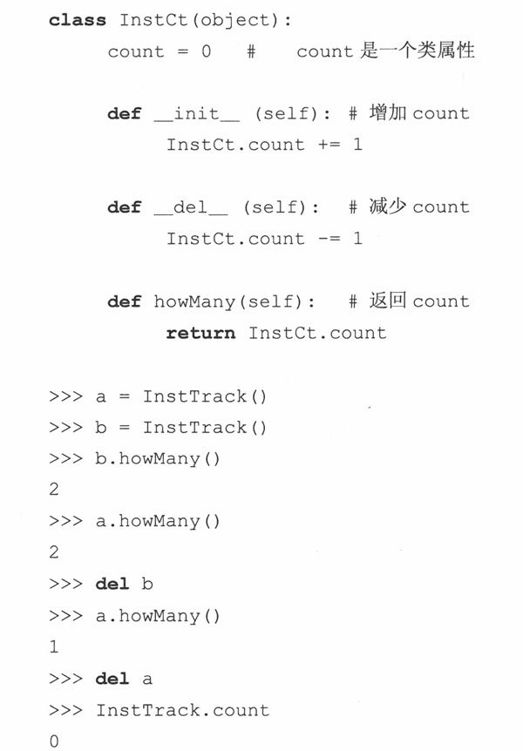 class InstCt(object):
count = 0 # count 是一个类属性
def __init__ (self): # 增加 count
InstCt.count += 1
def __del__ (self): # 减少 count
InstCt.count -= 1
def howMany(self): # 返回 count
return InstCt.count
>>> a = InstTrack()
>>> b = InstTrack()
>>> b.howMany()
2
>>> a.howMany()
2
>>> del b
>>> a.howMany()
1
>>> del a
>>> InstTrack.count
0